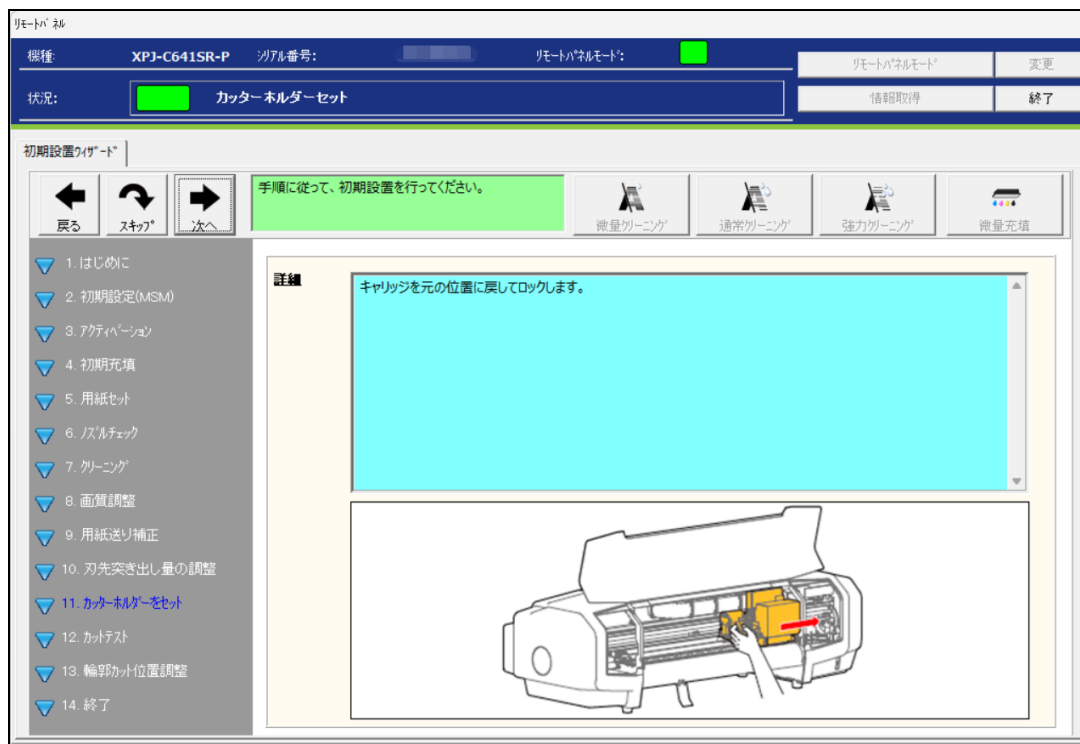 リモートパネル
機種: XPJ-C641SR-P シリアル番号: リモートパネルモード: リモートパネルモード 変更
状況: カッターホルダーセット 情報取得 終了
初期設置ウィザード
手順に従って、初期設置を行ってください。
戻る スキップ 次へ 微量クリーニング 通常クリーニング 強力クリーニング 微量充填
1. はじめに
2. 初期設定(MSM)
3. アクティベーション
4. 初期充填
5. 用紙セット
6. ノズルチェック
7. クリーニング
8. 画質調整
9. 用紙送り補正
10. 刃先突き出し量の調整
11. カッターホルダーをセット
12. カットテスト
13. 輪郭カット位置調整
14. 終了
詳細
キャリッジを元の位置に戻してロックします。